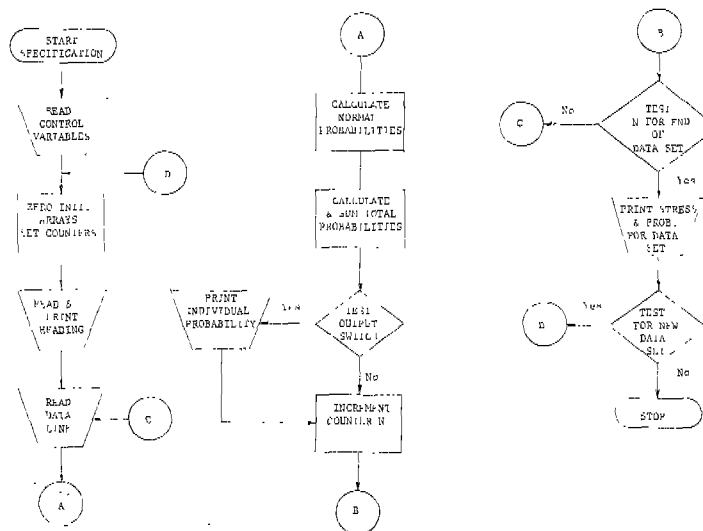 START
SPECIFICATION
READ
CONTROL
VARIABLES
D
ZERO INIT.
ARRAYS
SET COUNTERS
READ &
PRINT
HEADING
READ
DATA
LINE
C
A
A
CALCULATE
NORMAL
PROBABILITIES
CALCULATE
& SUM TOTAL
PROBABILITIES
PRINT
INDIVIDUAL
PROBABILITY
Yes
TEST
OUTPUT
SWITCH
No
INCREMENT
COUNTER N
B
B
TEST
N FOR END
OF
DATA SET
No
C
Yes
PRINT STRESS
& PROB.
FOR DATA
SET
TEST
FOR NEW
DATA
SET
Yes
D
No
STOP